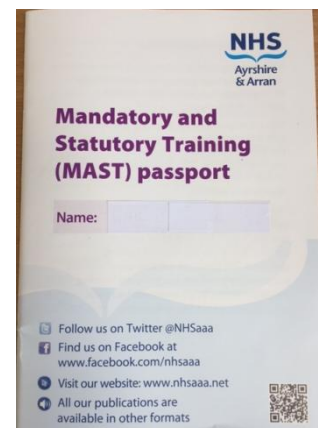 NHS
Ayrshire
& Arran
Mandatory and
Statutory Training
(MAST) passport
Name:
Follow us on Twitter @NHSaaa
Find us on Facebook at
www.facebook.com/nhsaaa
Visit our website: www.nhsaaa.net
All our publications are
available in other formats